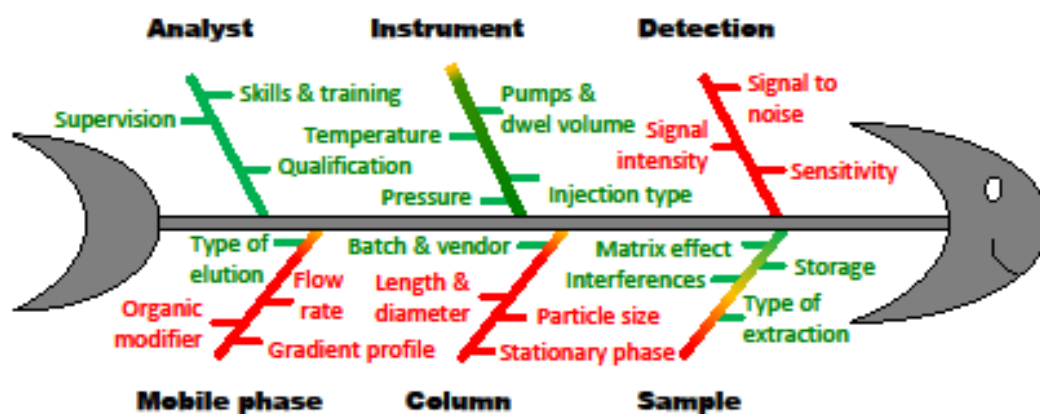 Analyst
Instrument
Detection
Skills & training
Supervision
Qualification
Pumps &
dwel volume
Temperature
Pressure
Injection type
Signal to
noise
Signal
intensity
Sensitivity
Type of
elution
Flow
rate
Organic
modifier
Gradient profile
Batch & vendor
Length &
diameter
Particle size
Stationary phase
Matrix effect
Interferences
Storage
Type of
extraction
Mobile phase
Column
Sample